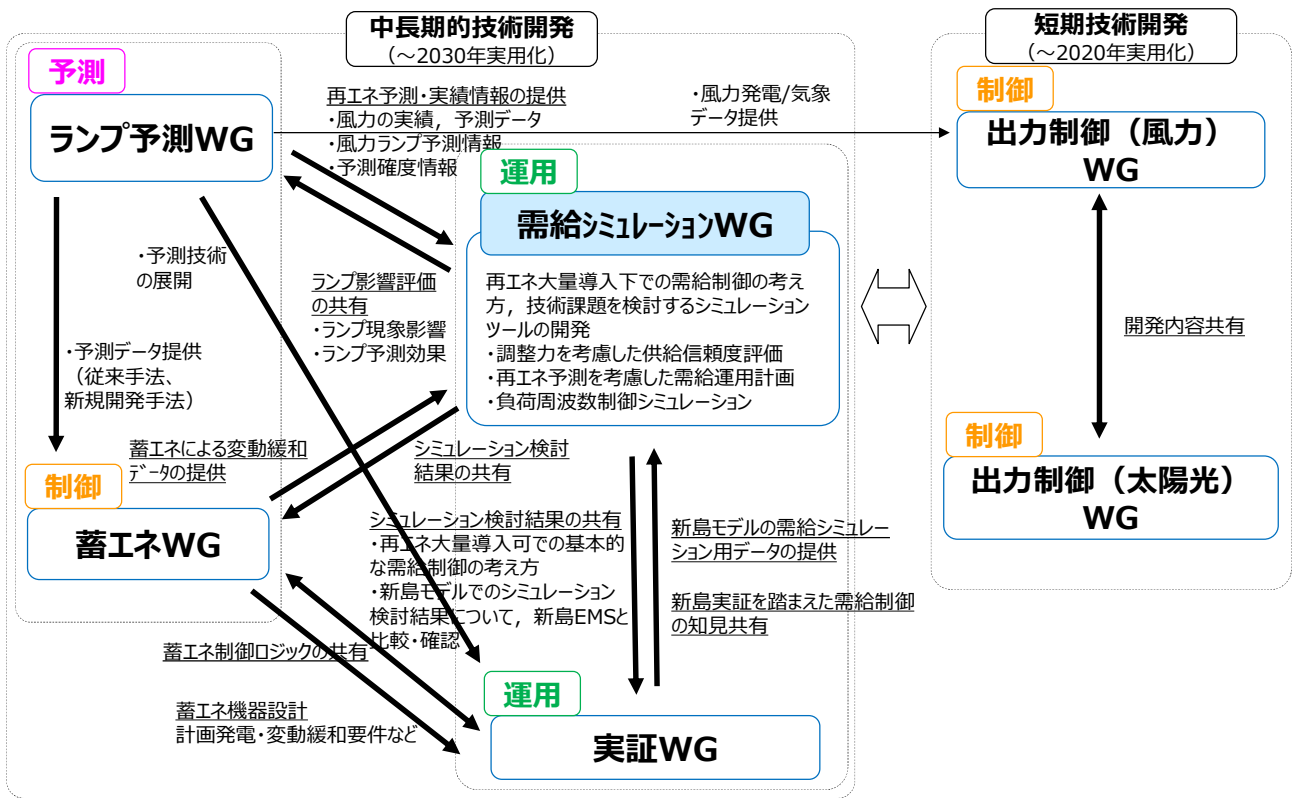 中長期的技術開発
（～2030年実用化）
短期技術開発
（～2020年実用化）
予測
ランプ予測WG
再エネ予測・実績情報の提供
・風力の実績，予測データ
・風力ランプ予測情報
・予測確度情報
・風力発電/気象
データ提供
制御
出力制御（風力）
WG
運用
需給シミュレーションWG
再エネ大量導入下での需給制御の考え
方，技術課題を検討するシミュレーション
ツールの開発
・調整力を考慮した供給信頼度評価
・再エネ予測を考慮した需給運用計画
・負荷周波数制御シミュレーション
・予測技術
の展開
ランプ影響評価
の共有
・ランプ現象影響
・ランプ予測効果
・予測データ提供
（従来手法、
新規開発手法）
開発内容共有
蓄エネによる変動緩和
データの提供
シミュレーション検討
結果の共有
制御
蓄エネWG
制御
出力制御（太陽光）
WG
シミュレーション検討結果の共有
・再エネ大量導入可での基本的
な需給制御の考え方
・新島モデルでのシミュレーション
検討結果について，新島EMSと
比較・確認
新島モデルの需給シミュレー
ション用データの提供
新島実証を踏まえた需給制御
の知見共有
蓄エネ制御ロジックの共有
蓄エネ機器設計
計画発電・変動緩和要件など
運用
実証WG